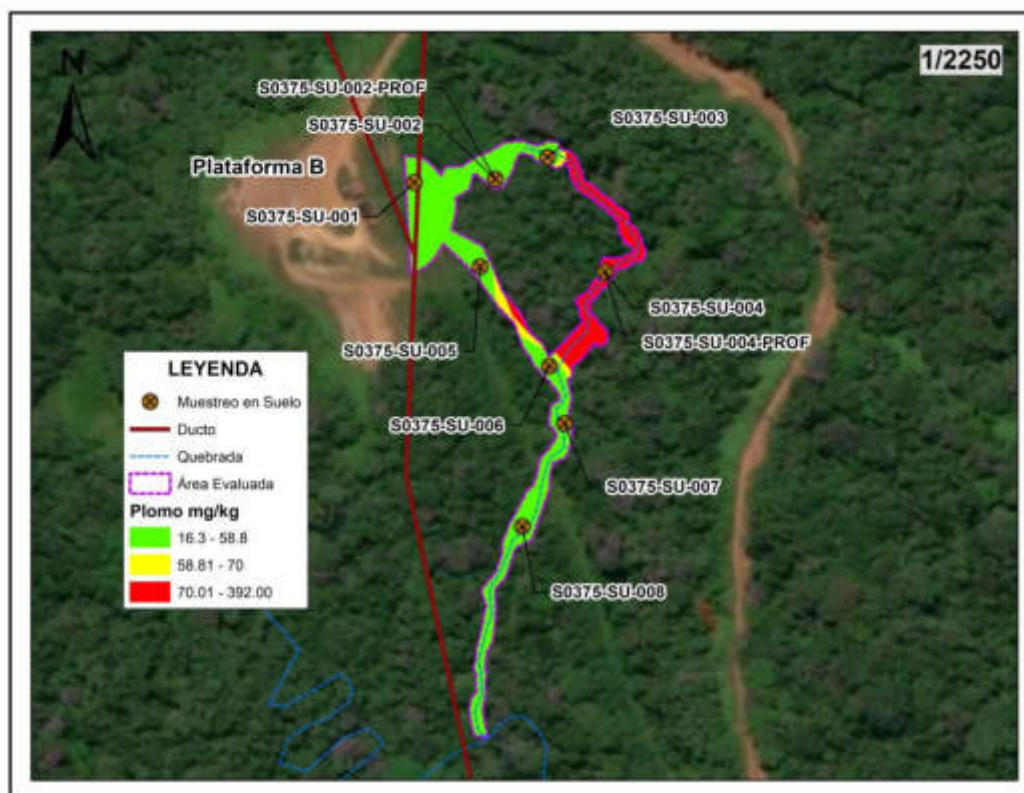 N
1/2250
S0375-SU-002-PROF
S0375-SU-002
S0375-SU-003
Plataforma B
S0375-SU-001
S0375-SU-004
S0375-SU-005
S0375-SU-004-PROF
S0375-SU-006
S0375-SU-007
S0375-SU-008
LEYENDA
Muestreo en Suelo
Ducto
Quebrada
Área Evaluada
Plomo mg/kg
16.3 - 58.8
58.81 - 70
70.01 - 392.00